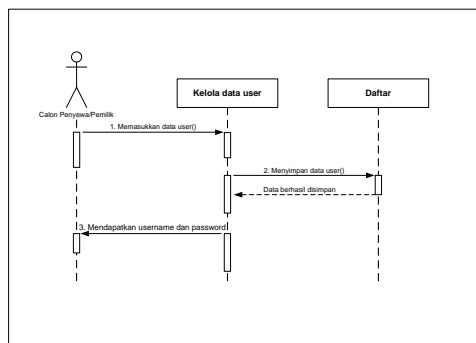 Kelola data user
Daftar
Calon Penyewa/Pemilik
1. Memasukkan data user()
2. Menyimpan data user()
Data berhasil disimpan
3. Mendapatkan username dan password